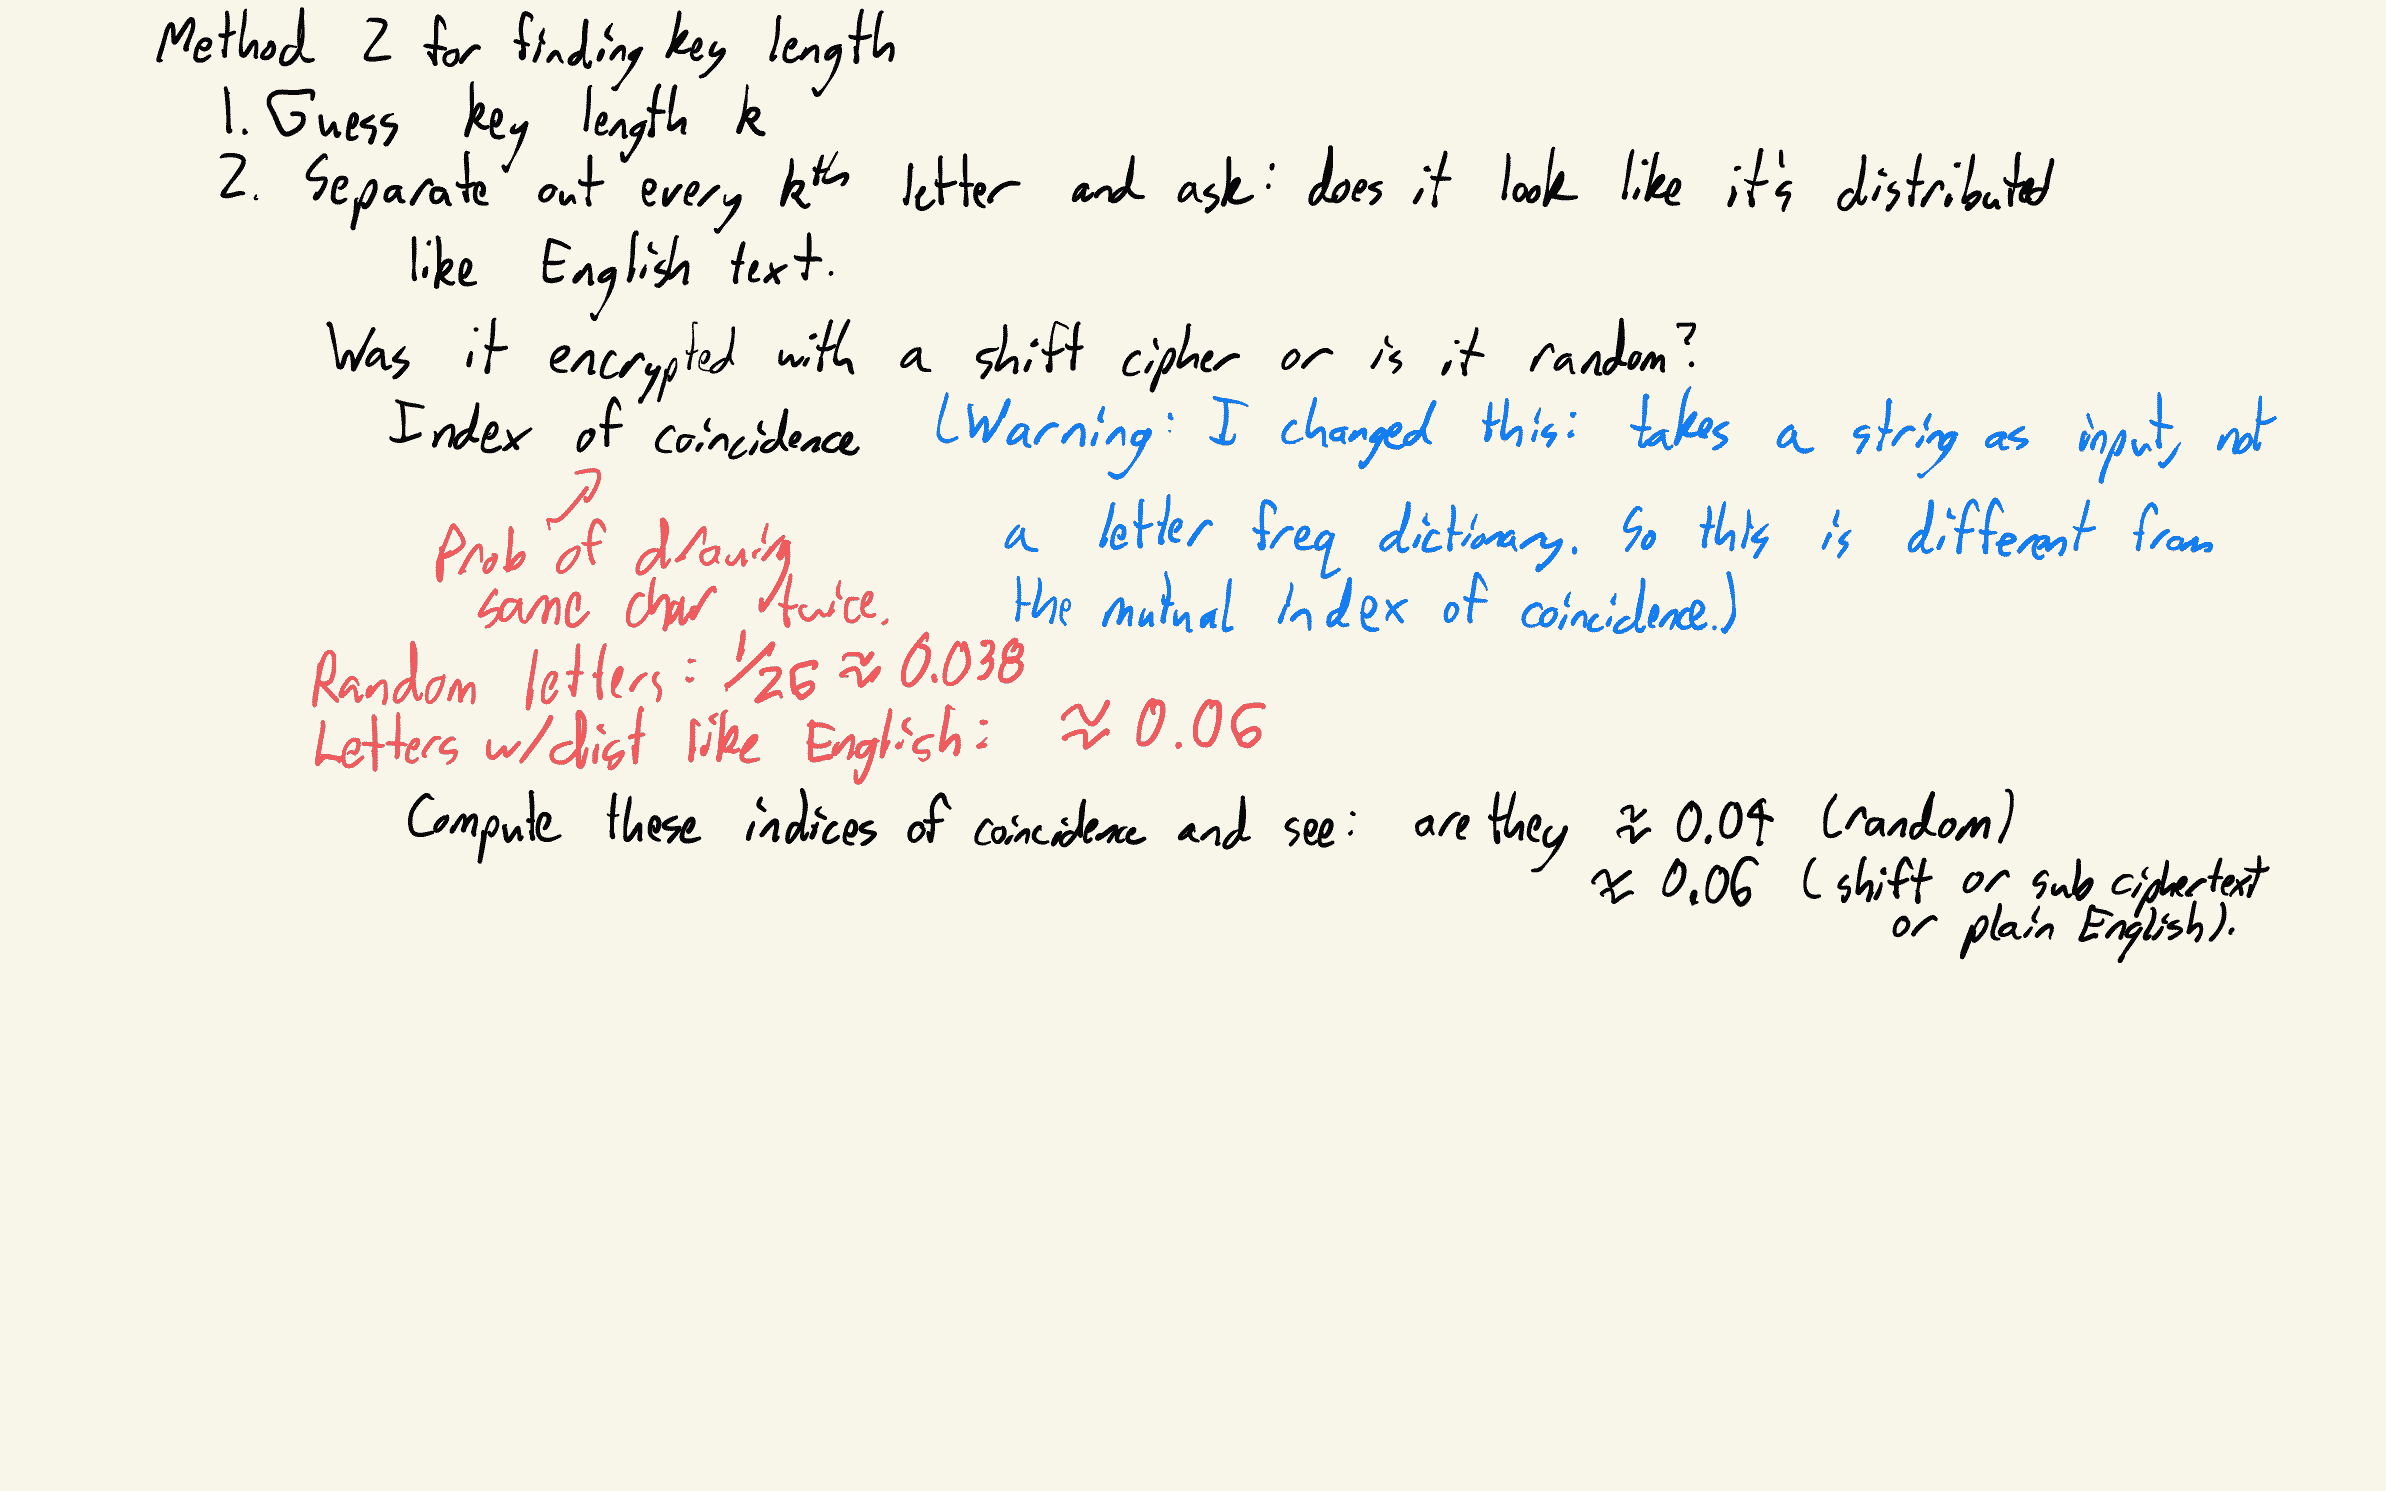 Method 2 for finding key length
1. Guess key length k
2. Separate out every kth letter and ask: does it look like it's distributed
like English text.
Was it encrypted with a shift cipher or is it random?
Index of coincidence (Warning: I changed this: takes a string as input, not
a letter freq dictionary. So this is different from
the mutual index of coincidence.)
Prob of drawing
same char twice.
Random letters: 1/26 ≈ 0.038
Letters w/dist like English: ≈ 0.06
Compute these indices of coincidence and see: are they ≈ 0.04 (random)
≈ 0.06 (shift or sub ciphertext
or plain English).